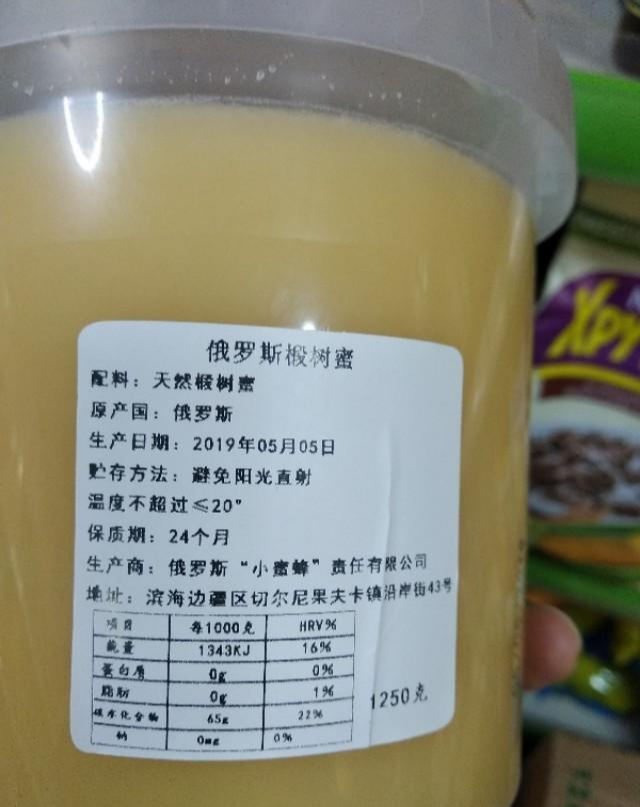 俄罗斯椴树蜜
配料：天然椴树蜜
原产国：俄罗斯
生产日期：2019年05月05日
贮存方法：避免阳光直射
温度不超过≤20°
保质期：24个月
生产商：俄罗斯“小蜜蜂”责任有限公司
地址：滨海边疆区切尔尼果夫卡镇沿岸街43号
项目 每1000克 HRV%
能量 1343KJ 16%
蛋白质 0g 0%
脂肪 0g 1%
碳水化合物 65g 22%
钠 0mg 0%
1250克
Хру